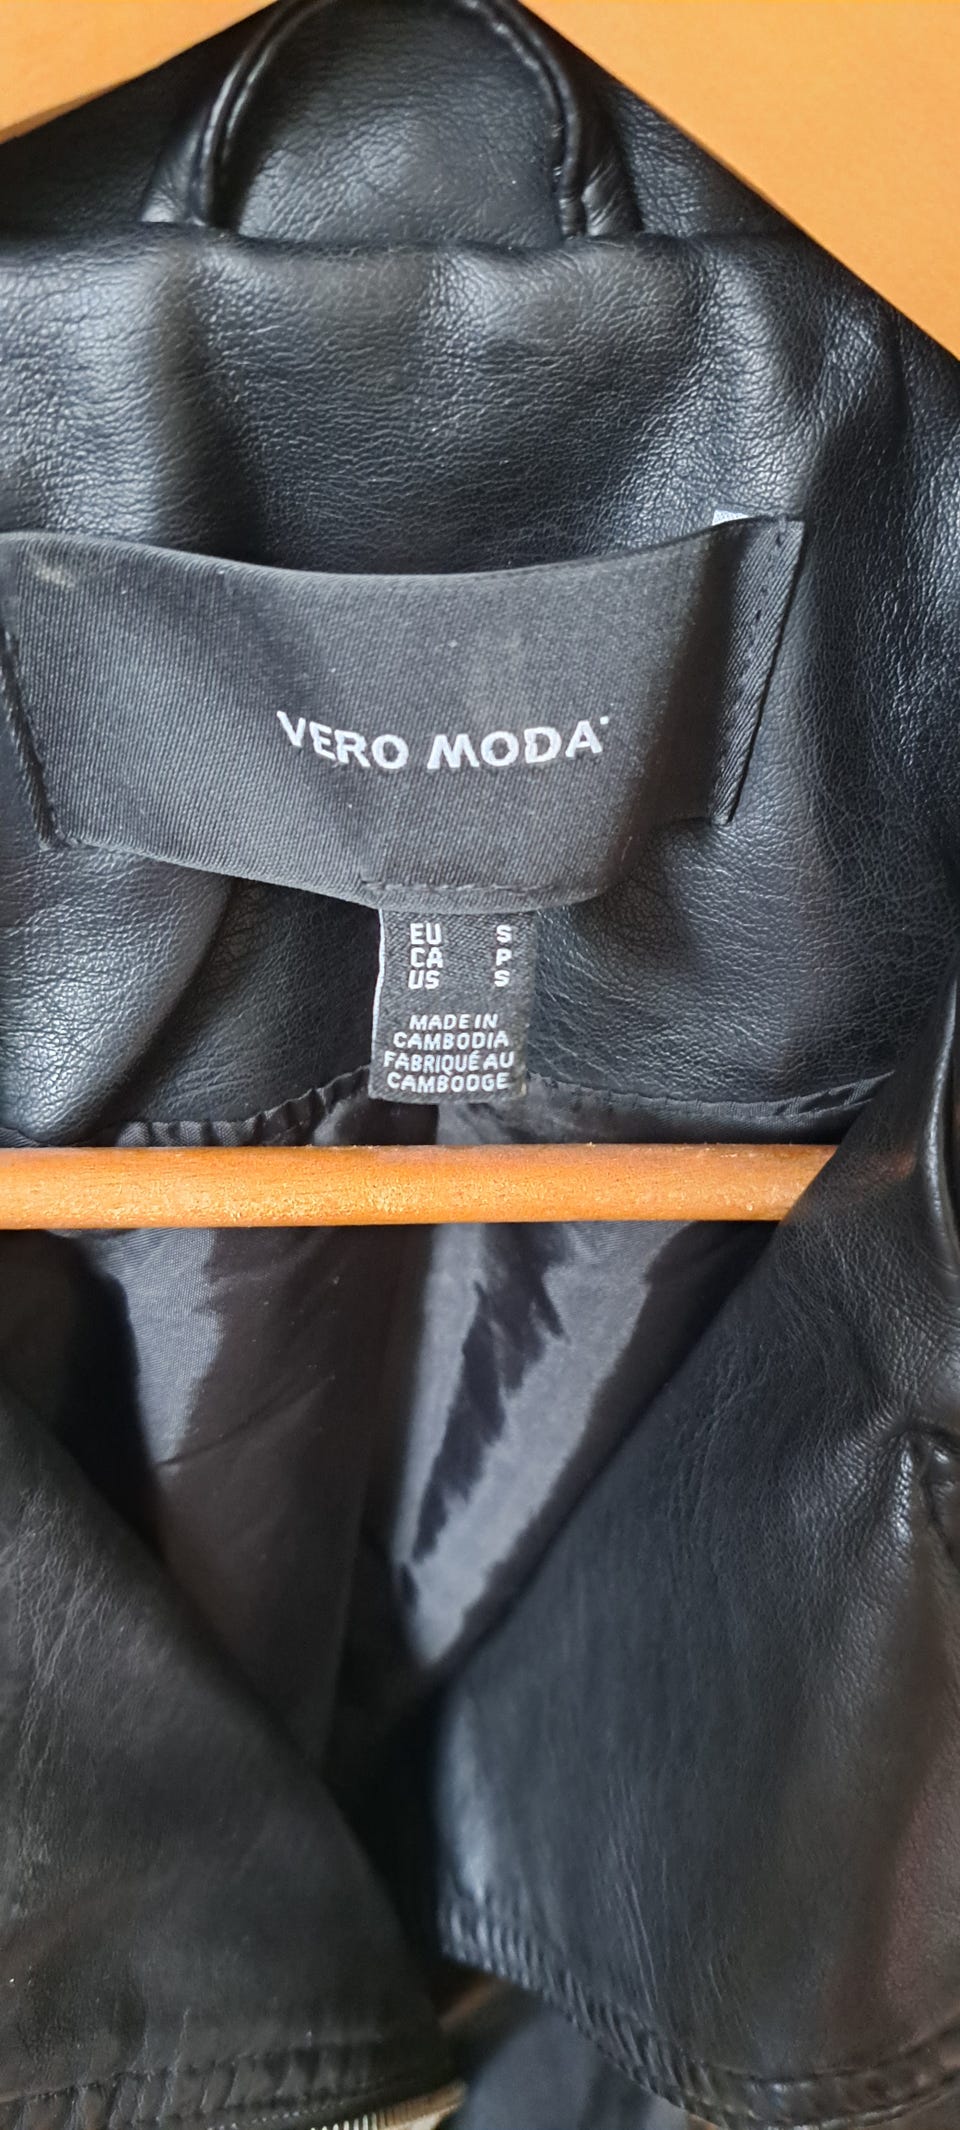 VERO MODA
EU S
CA P
US S
MADE IN
CAMBODIA
FABRIQUÉ AU
CAMBODGE